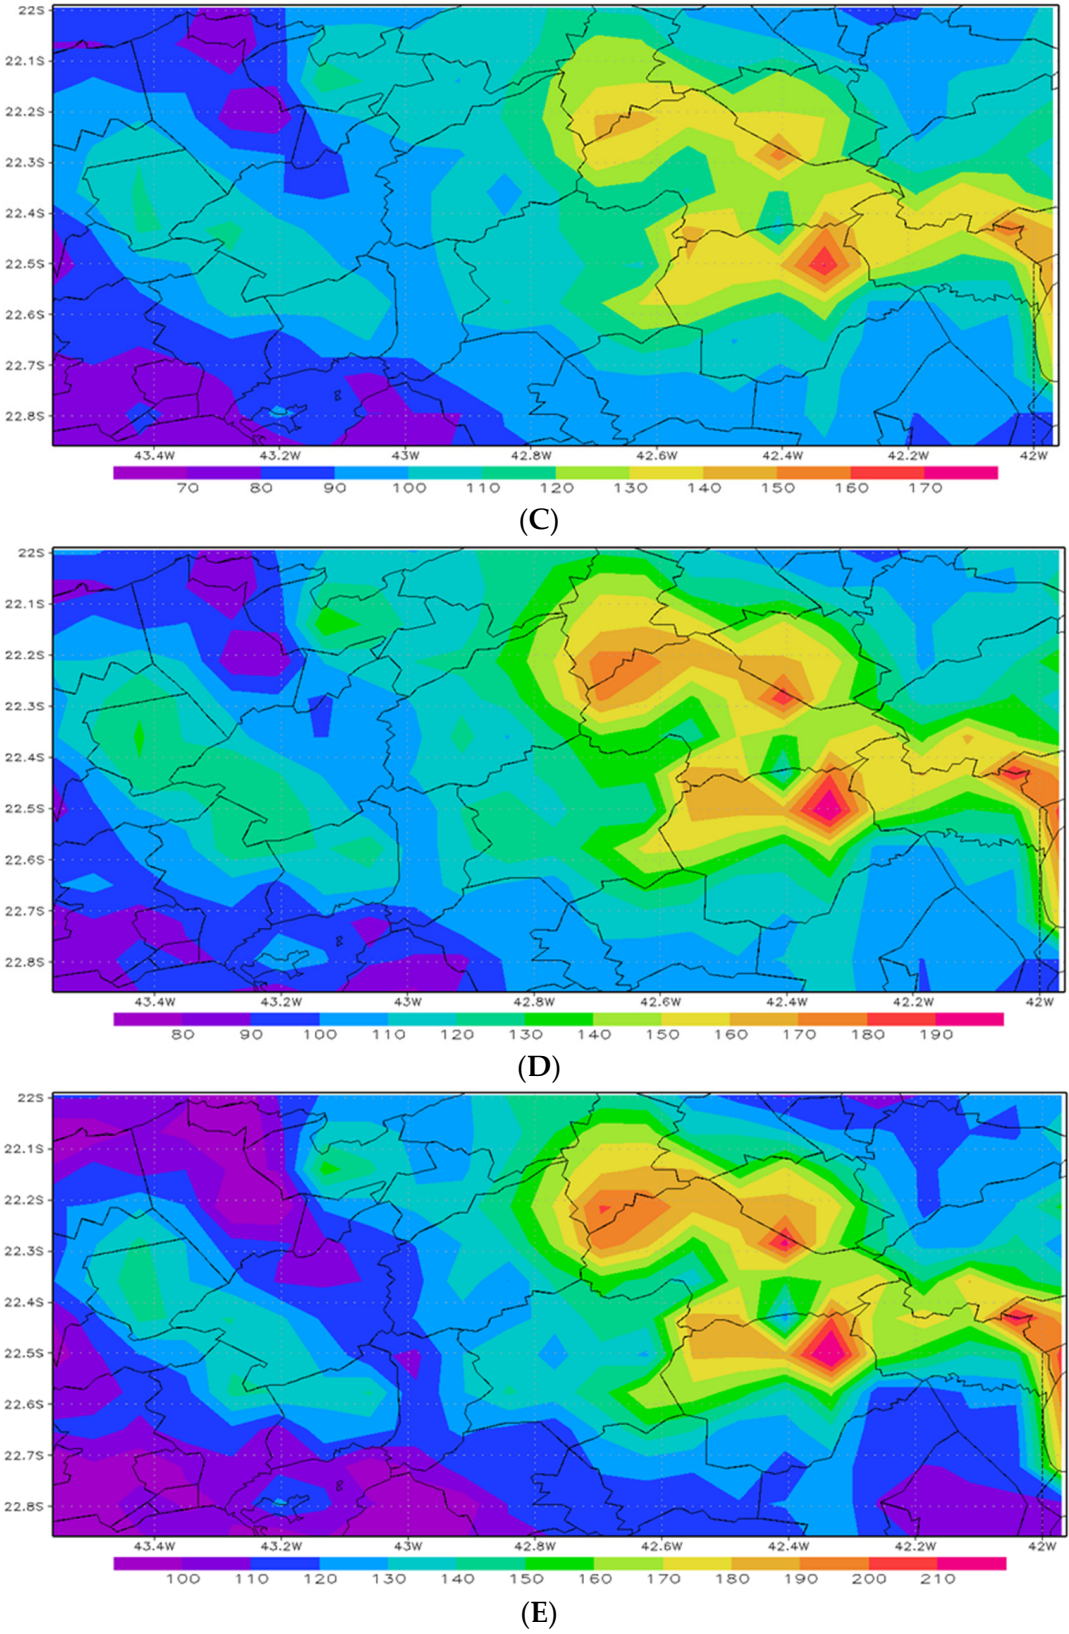 22S
22.1S
22.2S
22.3S
22.4S
22.5S
22.6S
22.7S
22.8S
43.4W 43.2W 43W 42.8W 42.6W 42.4W 42.2W 42W
70 80 90 100 110 120 130 140 150 160 170
(C)
22S
22.1S
22.2S
22.3S
22.4S
22.5S
22.6S
22.7S
22.8S
43.4W 43.2W 43W 42.8W 42.6W 42.4W 42.2W 42W
80 90 100 110 120 130 140 150 160 170 180 190
(D)
22S
22.1S
22.2S
22.3S
22.4S
22.5S
22.6S
22.7S
22.8S
43.4W 43.2W 43W 42.8W 42.6W 42.4W 42.2W 42W
100 110 120 130 140 150 160 170 180 190 200 210
(E)